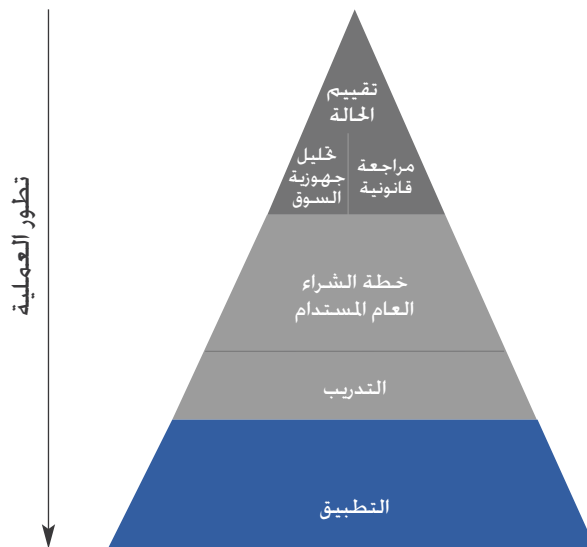 تقييم
الحالة
مراجعة
قانونية
تحليل
جهوزية
السوق
خطة الشراء
العام المستدام
التدريب
التطبيق
تطور العملية